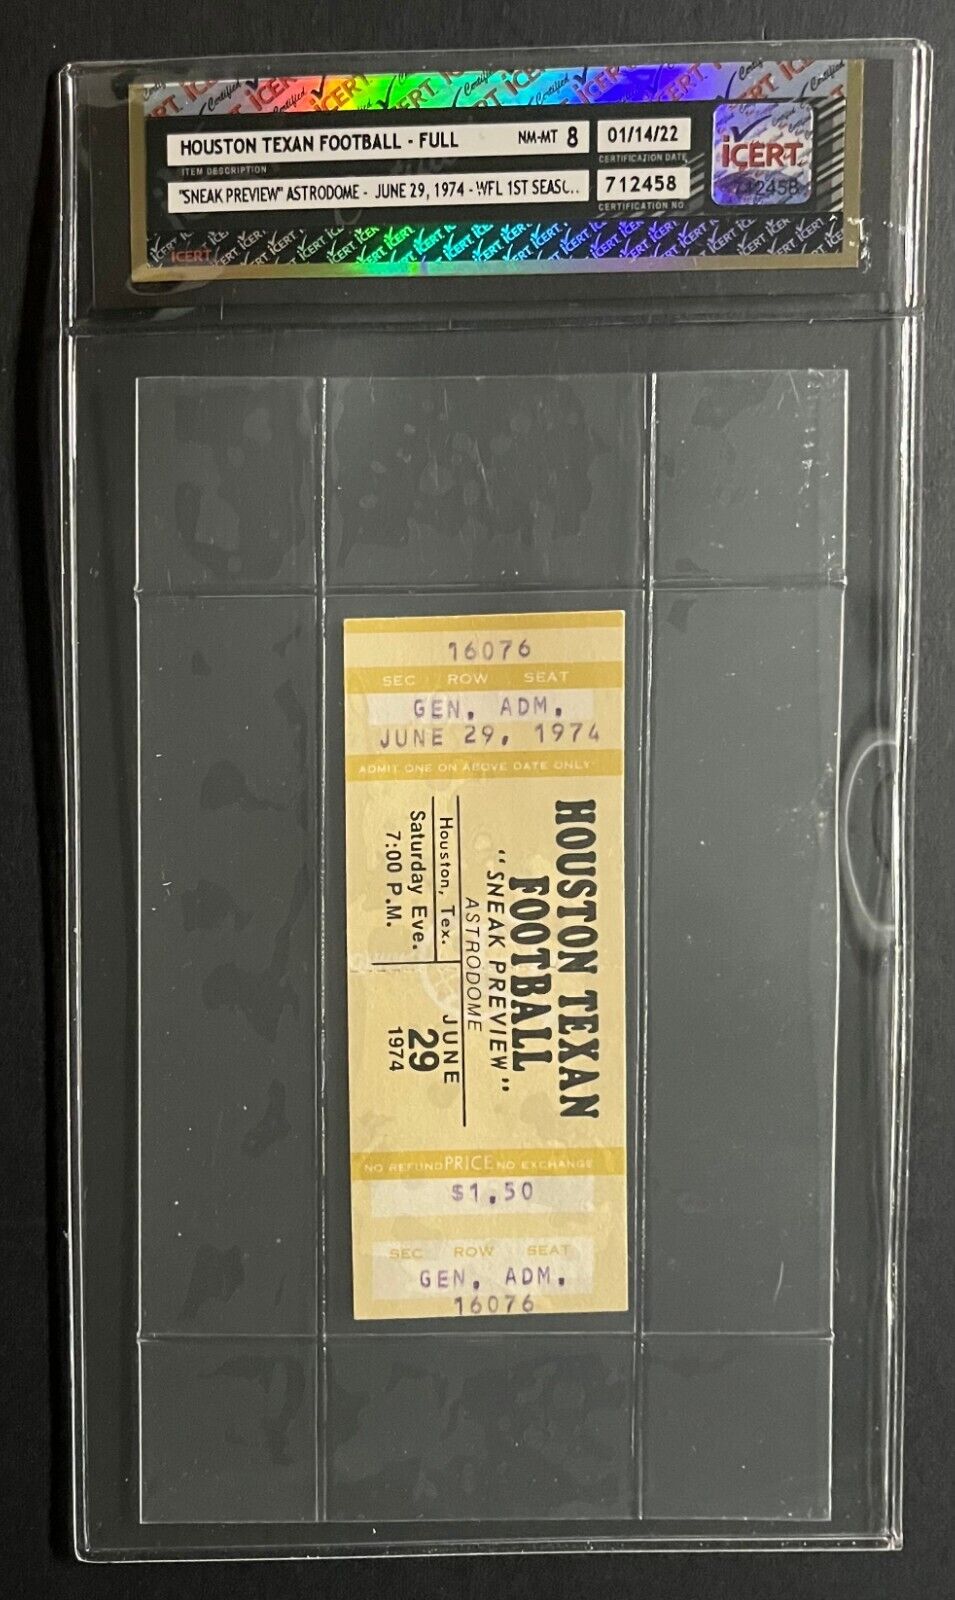 HOUSTON TEXAN FOOTBALL - FULL NM-MT 8
ITEM DESCRIPTION
"SNEAK PREVIEW" ASTRODOME - JUNE 29, 1974 - WFL 1ST SEASC..
01/14/22
CERTIFICATION DATE
712458
CERTIFICATION NO
iCERT
712458
iCERT
16076
SEC ROW SEAT
GEN. ADM.
JUNE 29, 1974
ADMIT ONE ON ABOVE DATE ONLY
HOUSTON TEXAN
FOOTBALL
"SNEAK PREVIEW"
ASTRODOME
Houston, Tex.
Saturday Eve.
7:00 P.M.
JUNE
29
1974
NO REFUND PRICE NO EXCHANGE
$1.50
SEC ROW SEAT
GEN. ADM.
16076